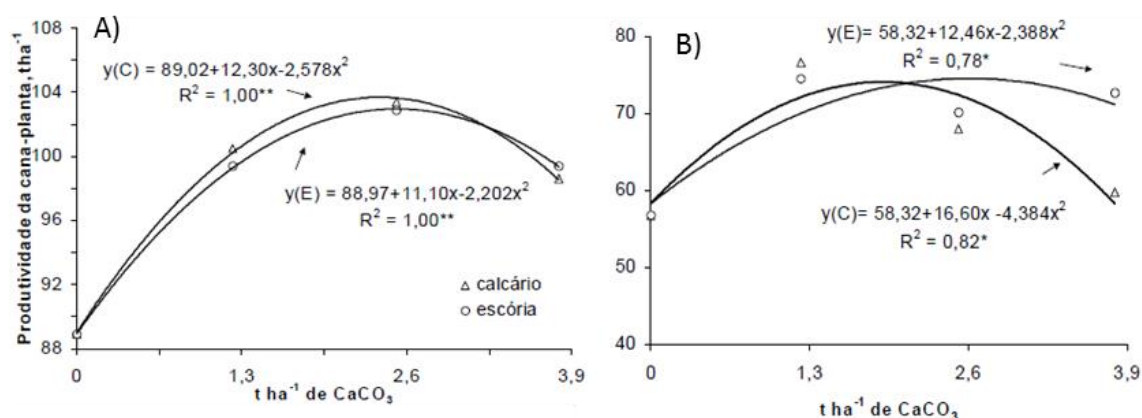 A)
108
104
100
96
92
88
Produtividade da cana-planta, tha⁻¹
y(C) = 89,02+12,30x-2,578x²
R² = 1,00**
y(E) = 88,97+11,10x-2,202x²
R² = 1,00**
calcário
escória
0 1,3 2,6 3,9
t ha⁻¹ de CaCO₃
B)
80
70
60
50
40
y(E)= 58,32+12,46x-2,388x²
R² = 0,78*
y(C)= 58,32+16,60x -4,384x²
R² = 0,82*
0 1,3 2,6 3,9
t ha⁻¹ de CaCO₃